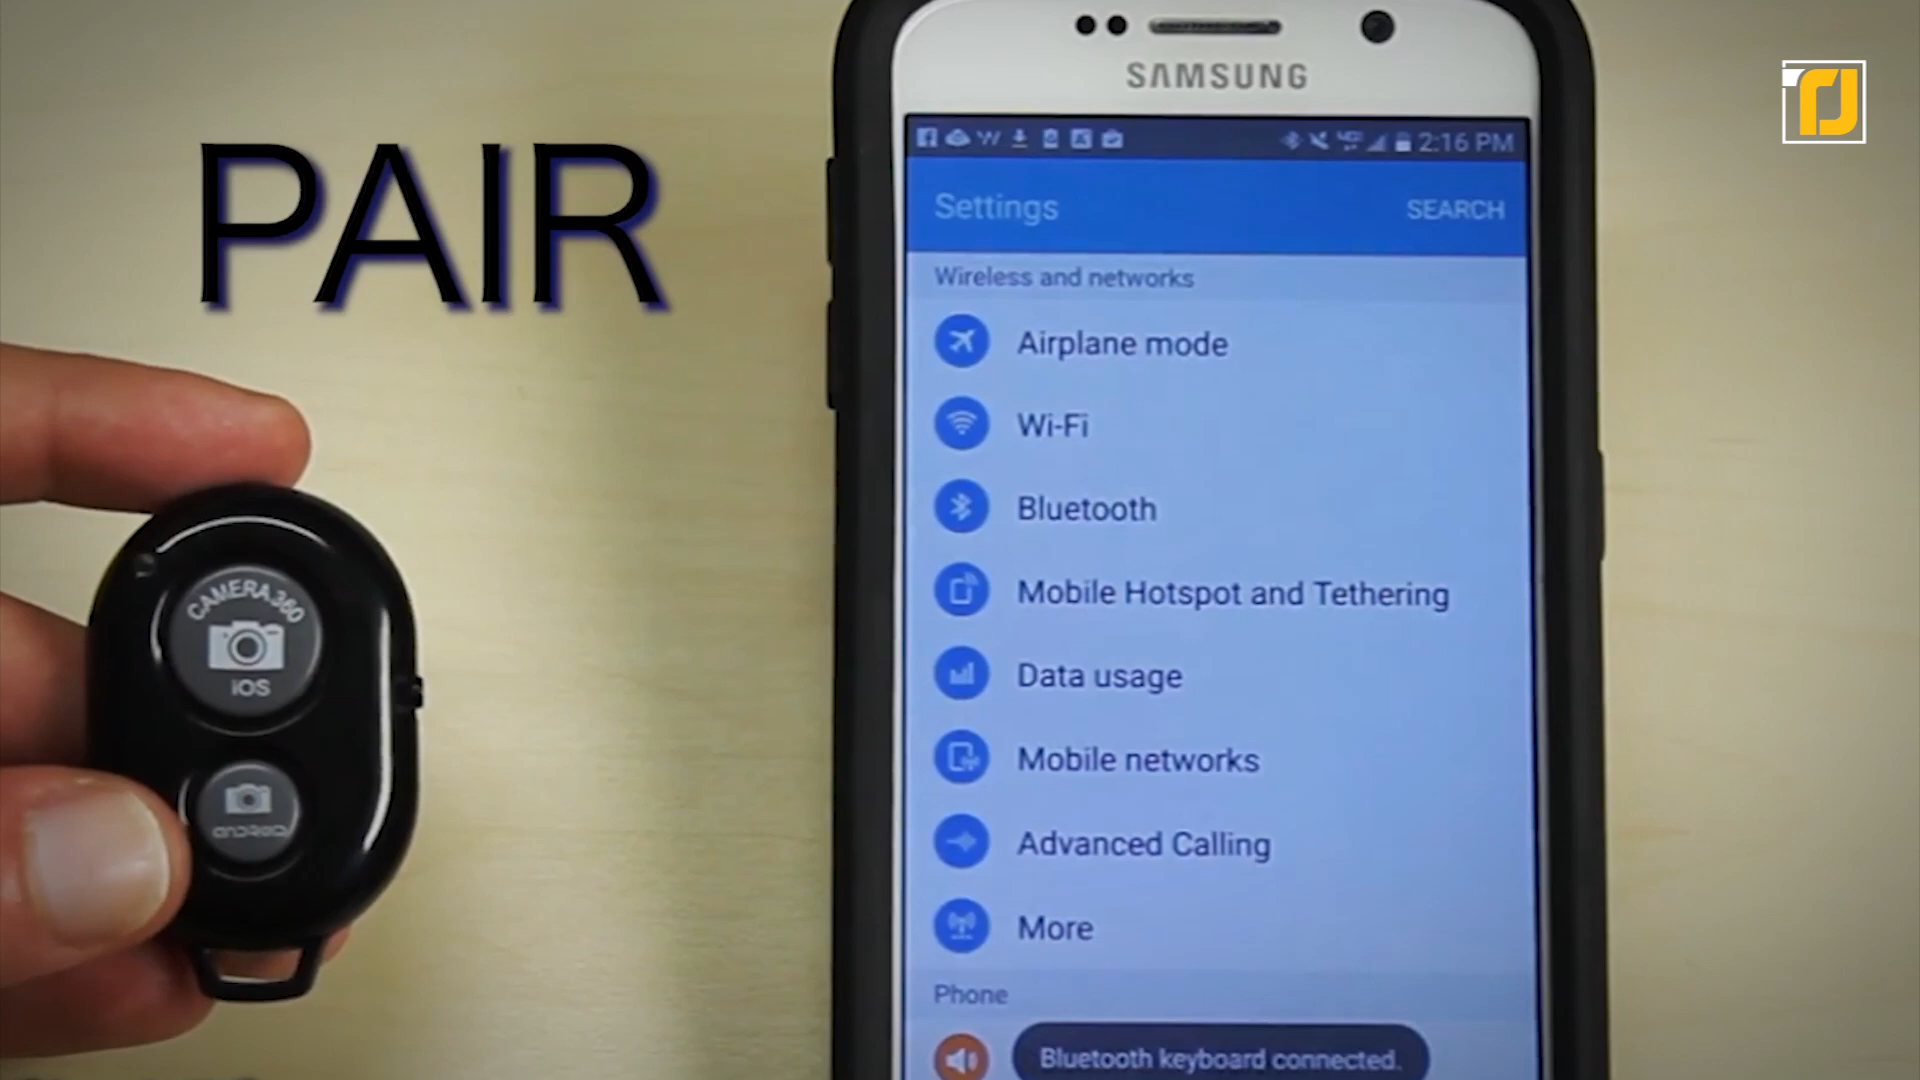 PAIR
CAMERA360
iOS
ANDROID
SAMSUNG
2:16 PM
Settings
SEARCH
Wireless and networks
Airplane mode
Wi-Fi
Bluetooth
Mobile Hotspot and Tethering
Data usage
Mobile networks
Advanced Calling
More
Phone
Bluetooth keyboard connected.